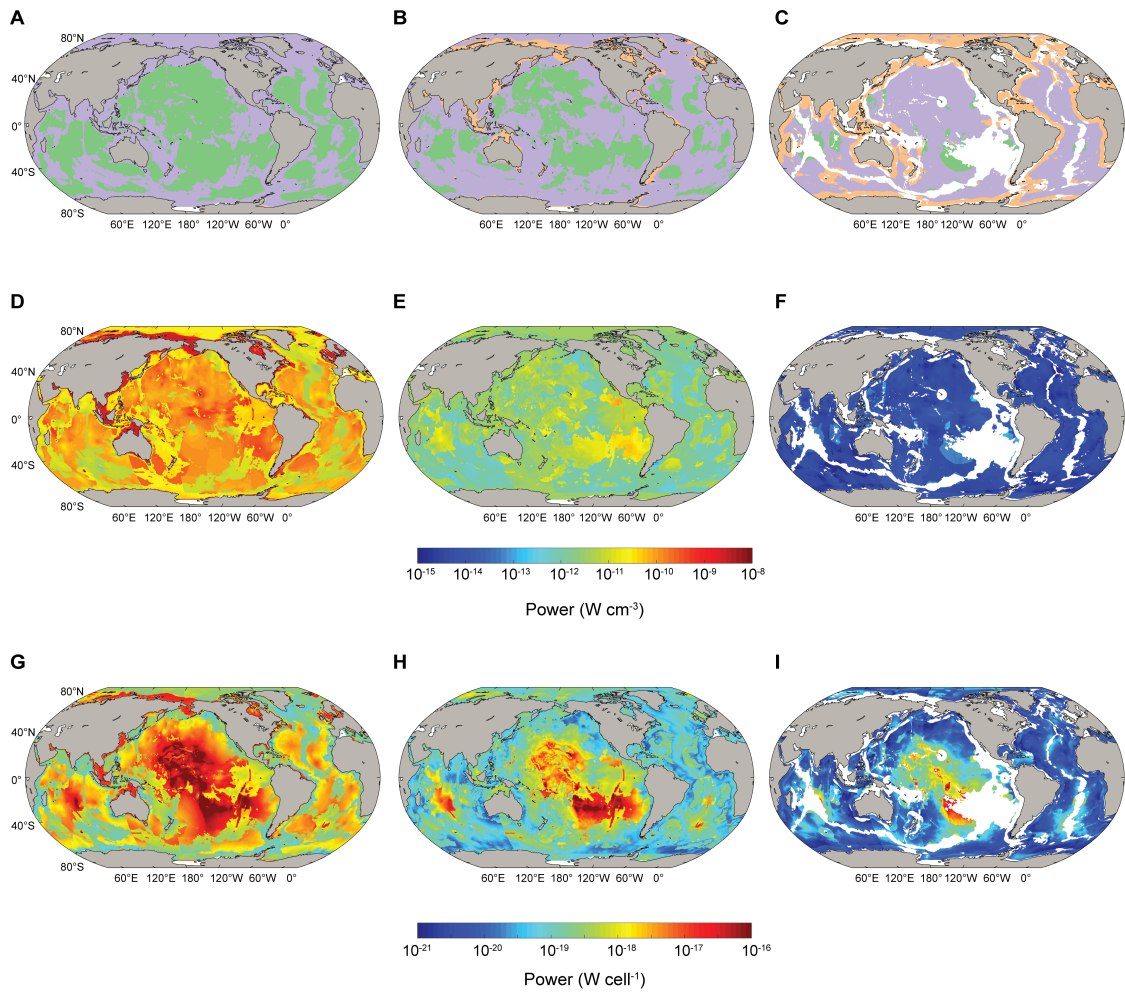 A B C
80°N
40°N
0°
40°S
80°S
60°E 120°E 180° 120°W 60°W 0°
60°E 120°E 180° 120°W 60°W 0°
60°E 120°E 180° 120°W 60°W 0°
D E F
80°N
40°N
0°
40°S
80°S
60°E 120°E 180° 120°W 60°W 0°
60°E 120°E 180° 120°W 60°W 0°
60°E 120°E 180° 120°W 60°W 0°
10⁻¹⁵ 10⁻¹⁴ 10⁻¹³ 10⁻¹² 10⁻¹¹ 10⁻¹⁰ 10⁻⁹ 10⁻⁸
Power (W cm⁻³)
G H I
80°N
40°N
0°
40°S
80°S
60°E 120°E 180° 120°W 60°W 0°
60°E 120°E 180° 120°W 60°W 0°
60°E 120°E 180° 120°W 60°W 0°
10⁻²¹ 10⁻²⁰ 10⁻¹⁹ 10⁻¹⁸ 10⁻¹⁷ 10⁻¹⁶
Power (W cell⁻¹)